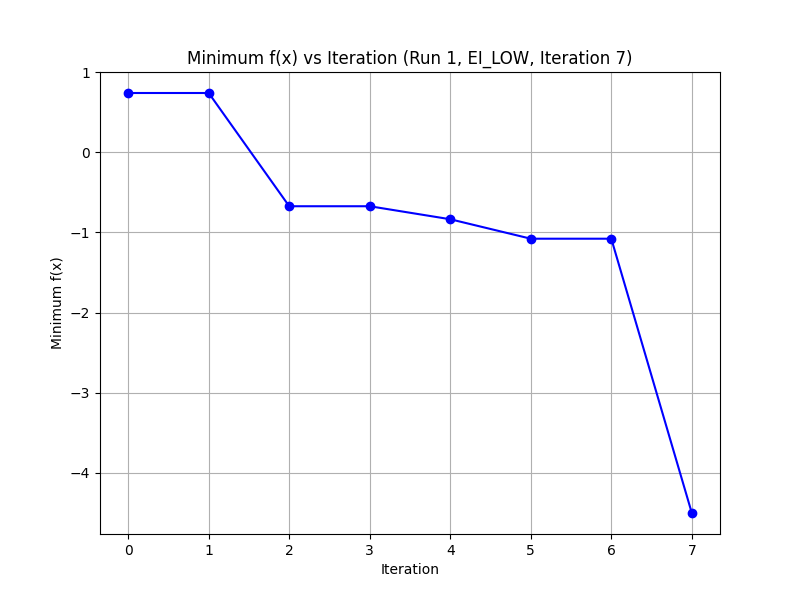 Minimum f(x) vs Iteration (Run 1, EI_LOW, Iteration 7)
1
0
−1
−2
−3
−4
Minimum f(x)
0 1 2 3 4 5 6 7
Iteration